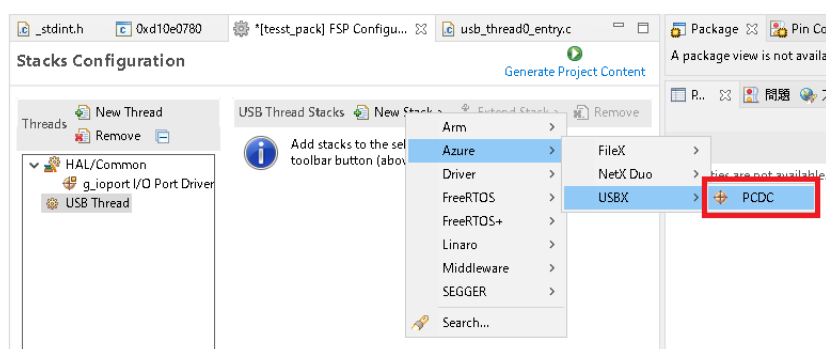 _stdint.h
0xd10e0780
*[tesst_pack] FSP Configu...
usb_thread0_entry.c
Package
Pin Co
Stacks Configuration
Generate Project Content
A package view is not availa
P...
問題
Threads
New Thread
Remove
USB Thread Stacks
New Stack >
Extend Stack >
Remove
HAL/Common
g_ioport I/O Port Driver
USB Thread
Add stacks to the sel
toolbar button (abov
Arm
Azure
Driver
FreeRTOS
FreeRTOS+
Linaro
Middleware
SEGGER
Search...
FileX
NetX Duo
USBX
ties are not available
PCDC